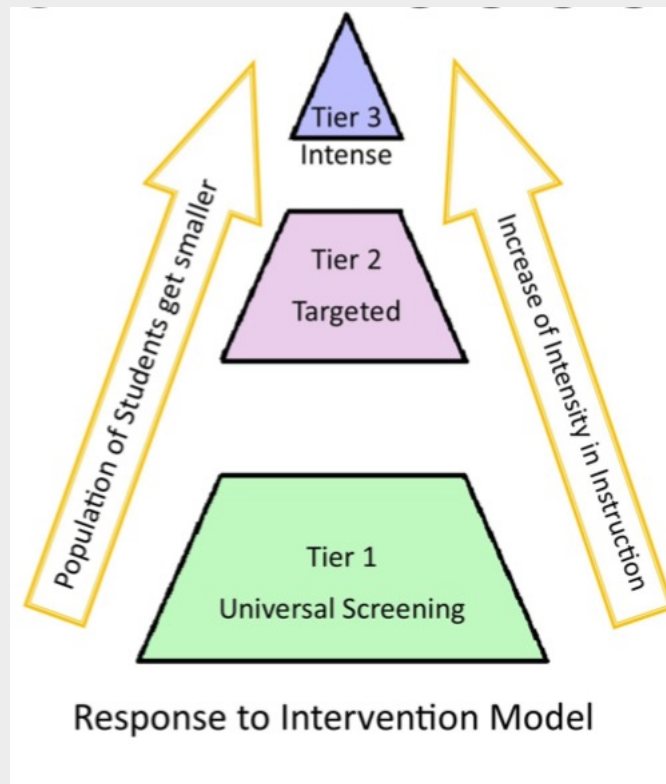 Tier 3
Intense
Tier 2
Targeted
Tier 1
Universal Screening
Population of Students get smaller
Increase of Intensity in Instruction
Response to Intervention Model